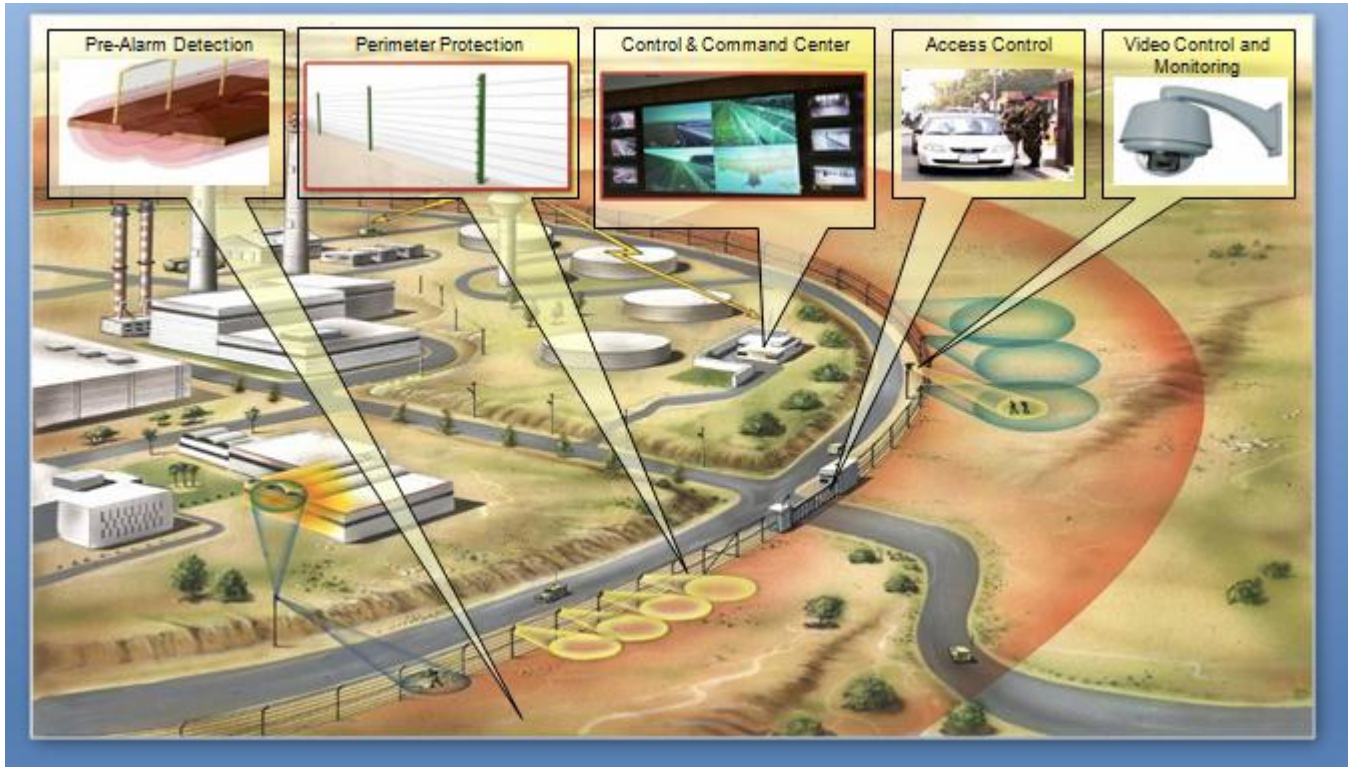 Pre-Alarm Detection
Perimeter Protection
Control & Command Center
Access Control
Video Control and
Monitoring